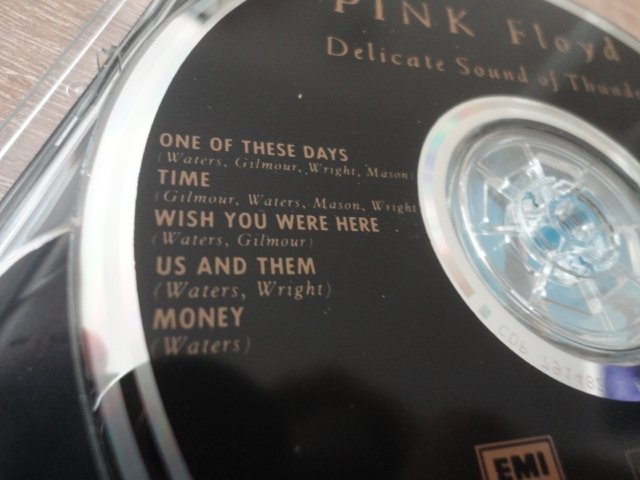 PINK Floyd
Delicate Sound of Thunde
ONE OF THESE DAYS
(Waters, Gilmour, Wright, Mason)
TIME
(Gilmour, Waters, Mason, Wright
WISH YOU WERE HERE
(Waters, Gilmour)
US AND THEM
(Waters, Wright)
MONEY
(Waters)
EMI